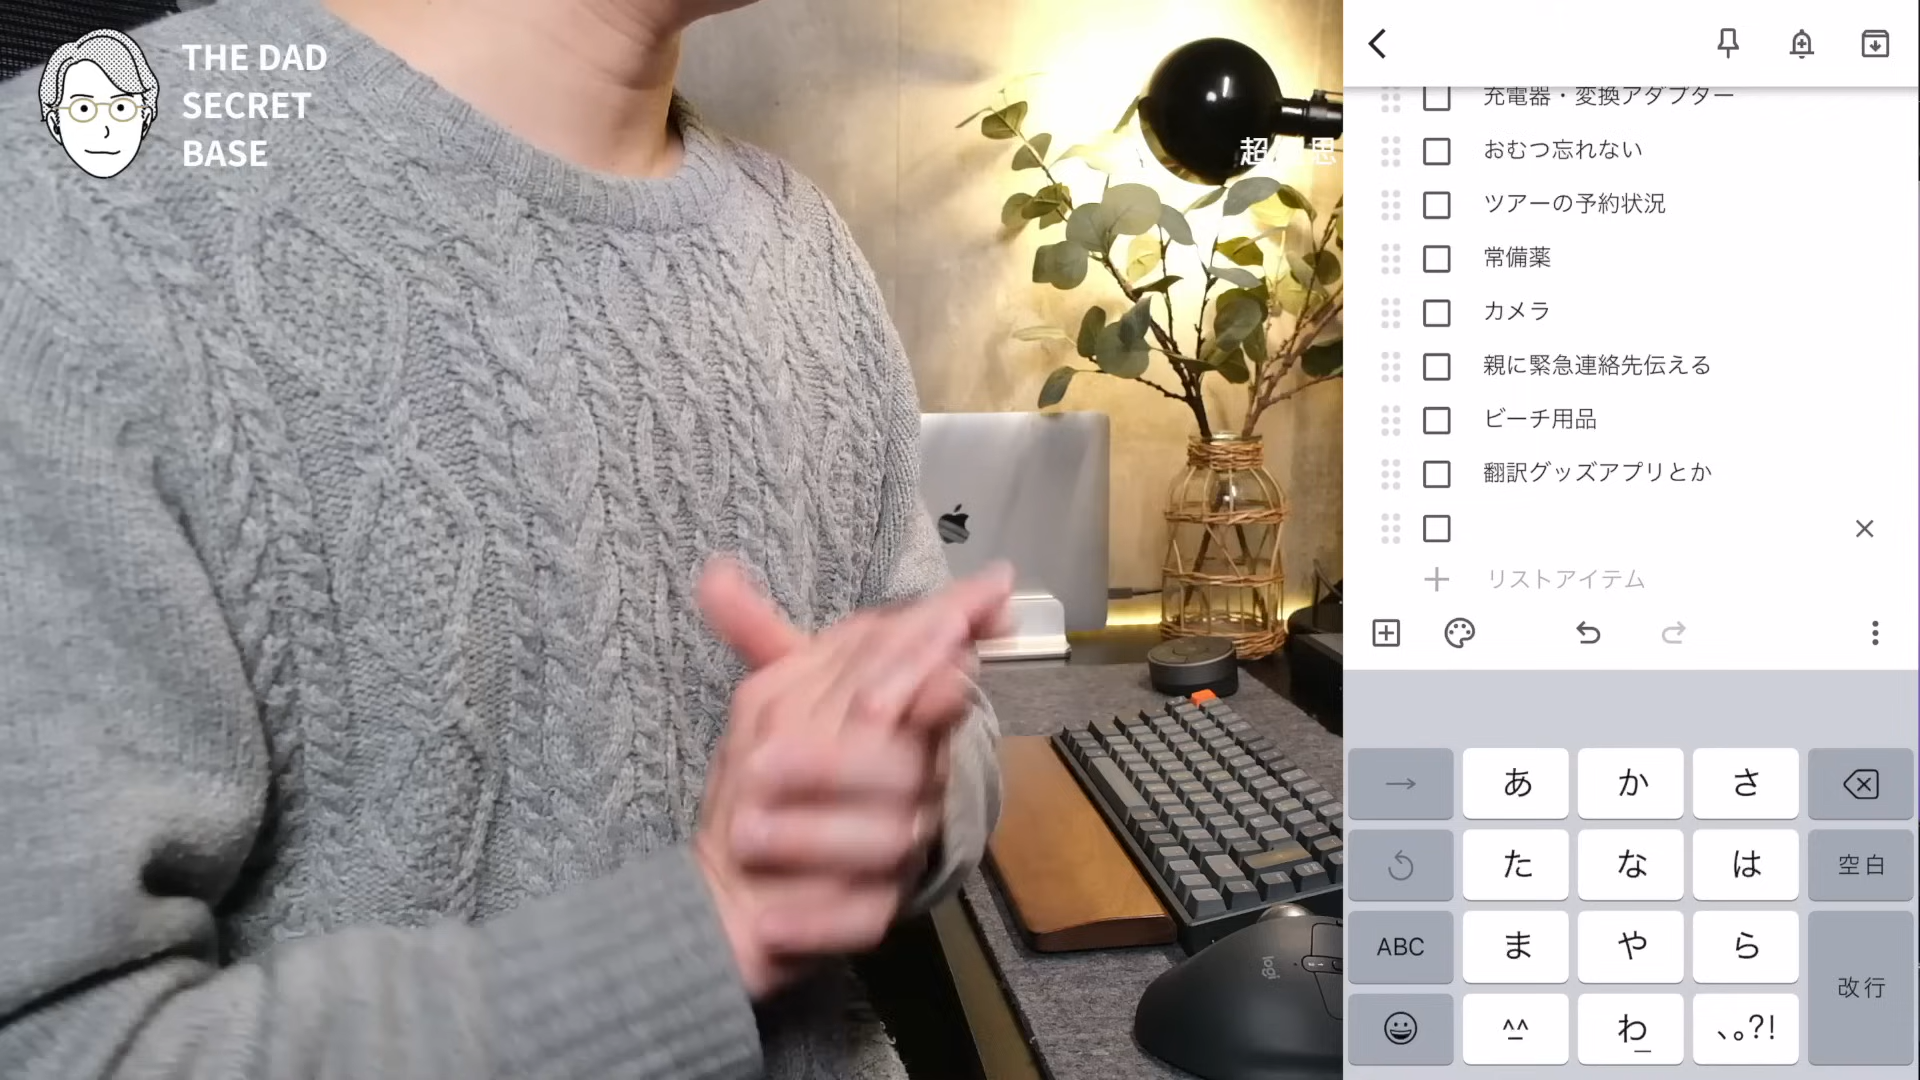 THE DAD
SECRET
BASE
充電器・変換アダプター
おむつ忘れない
ツアーの予約状況
常備薬
カメラ
親に緊急連絡先伝える
ビーチ用品
翻訳グッズアプリとか
リストアイテム
→
あ
か
さ
た
な
は
空白
ABC
ま
や
ら
改行
^^
わ
、。?!
logi